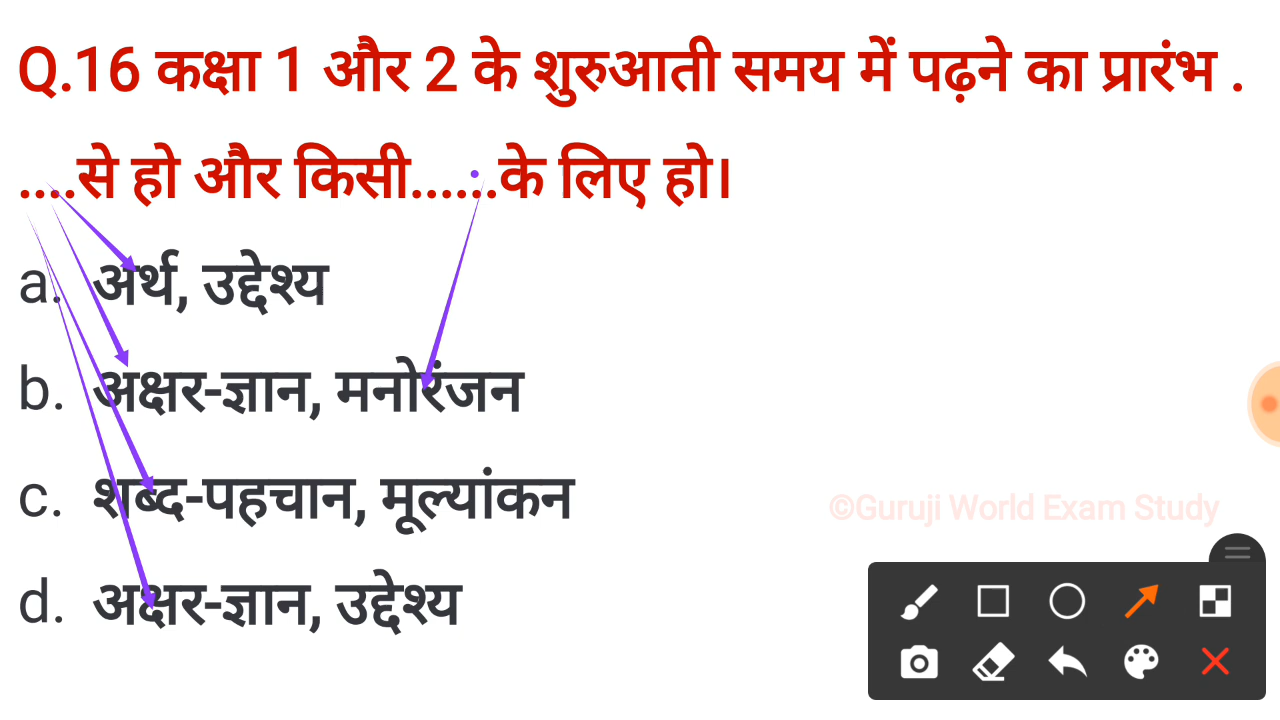 Q.16 कक्षा 1 और 2 के शुरुआती समय में पढ़ने का प्रारंभ .
....से हो और किसी......के लिए हो।
a. अर्थ, उद्देश्य
b. अक्षर-ज्ञान, मनोरंजन
c. शब्द-पहचान, मूल्यांकन
©Guruji World Exam Study
d. अक्षर-ज्ञान, उद्देश्य